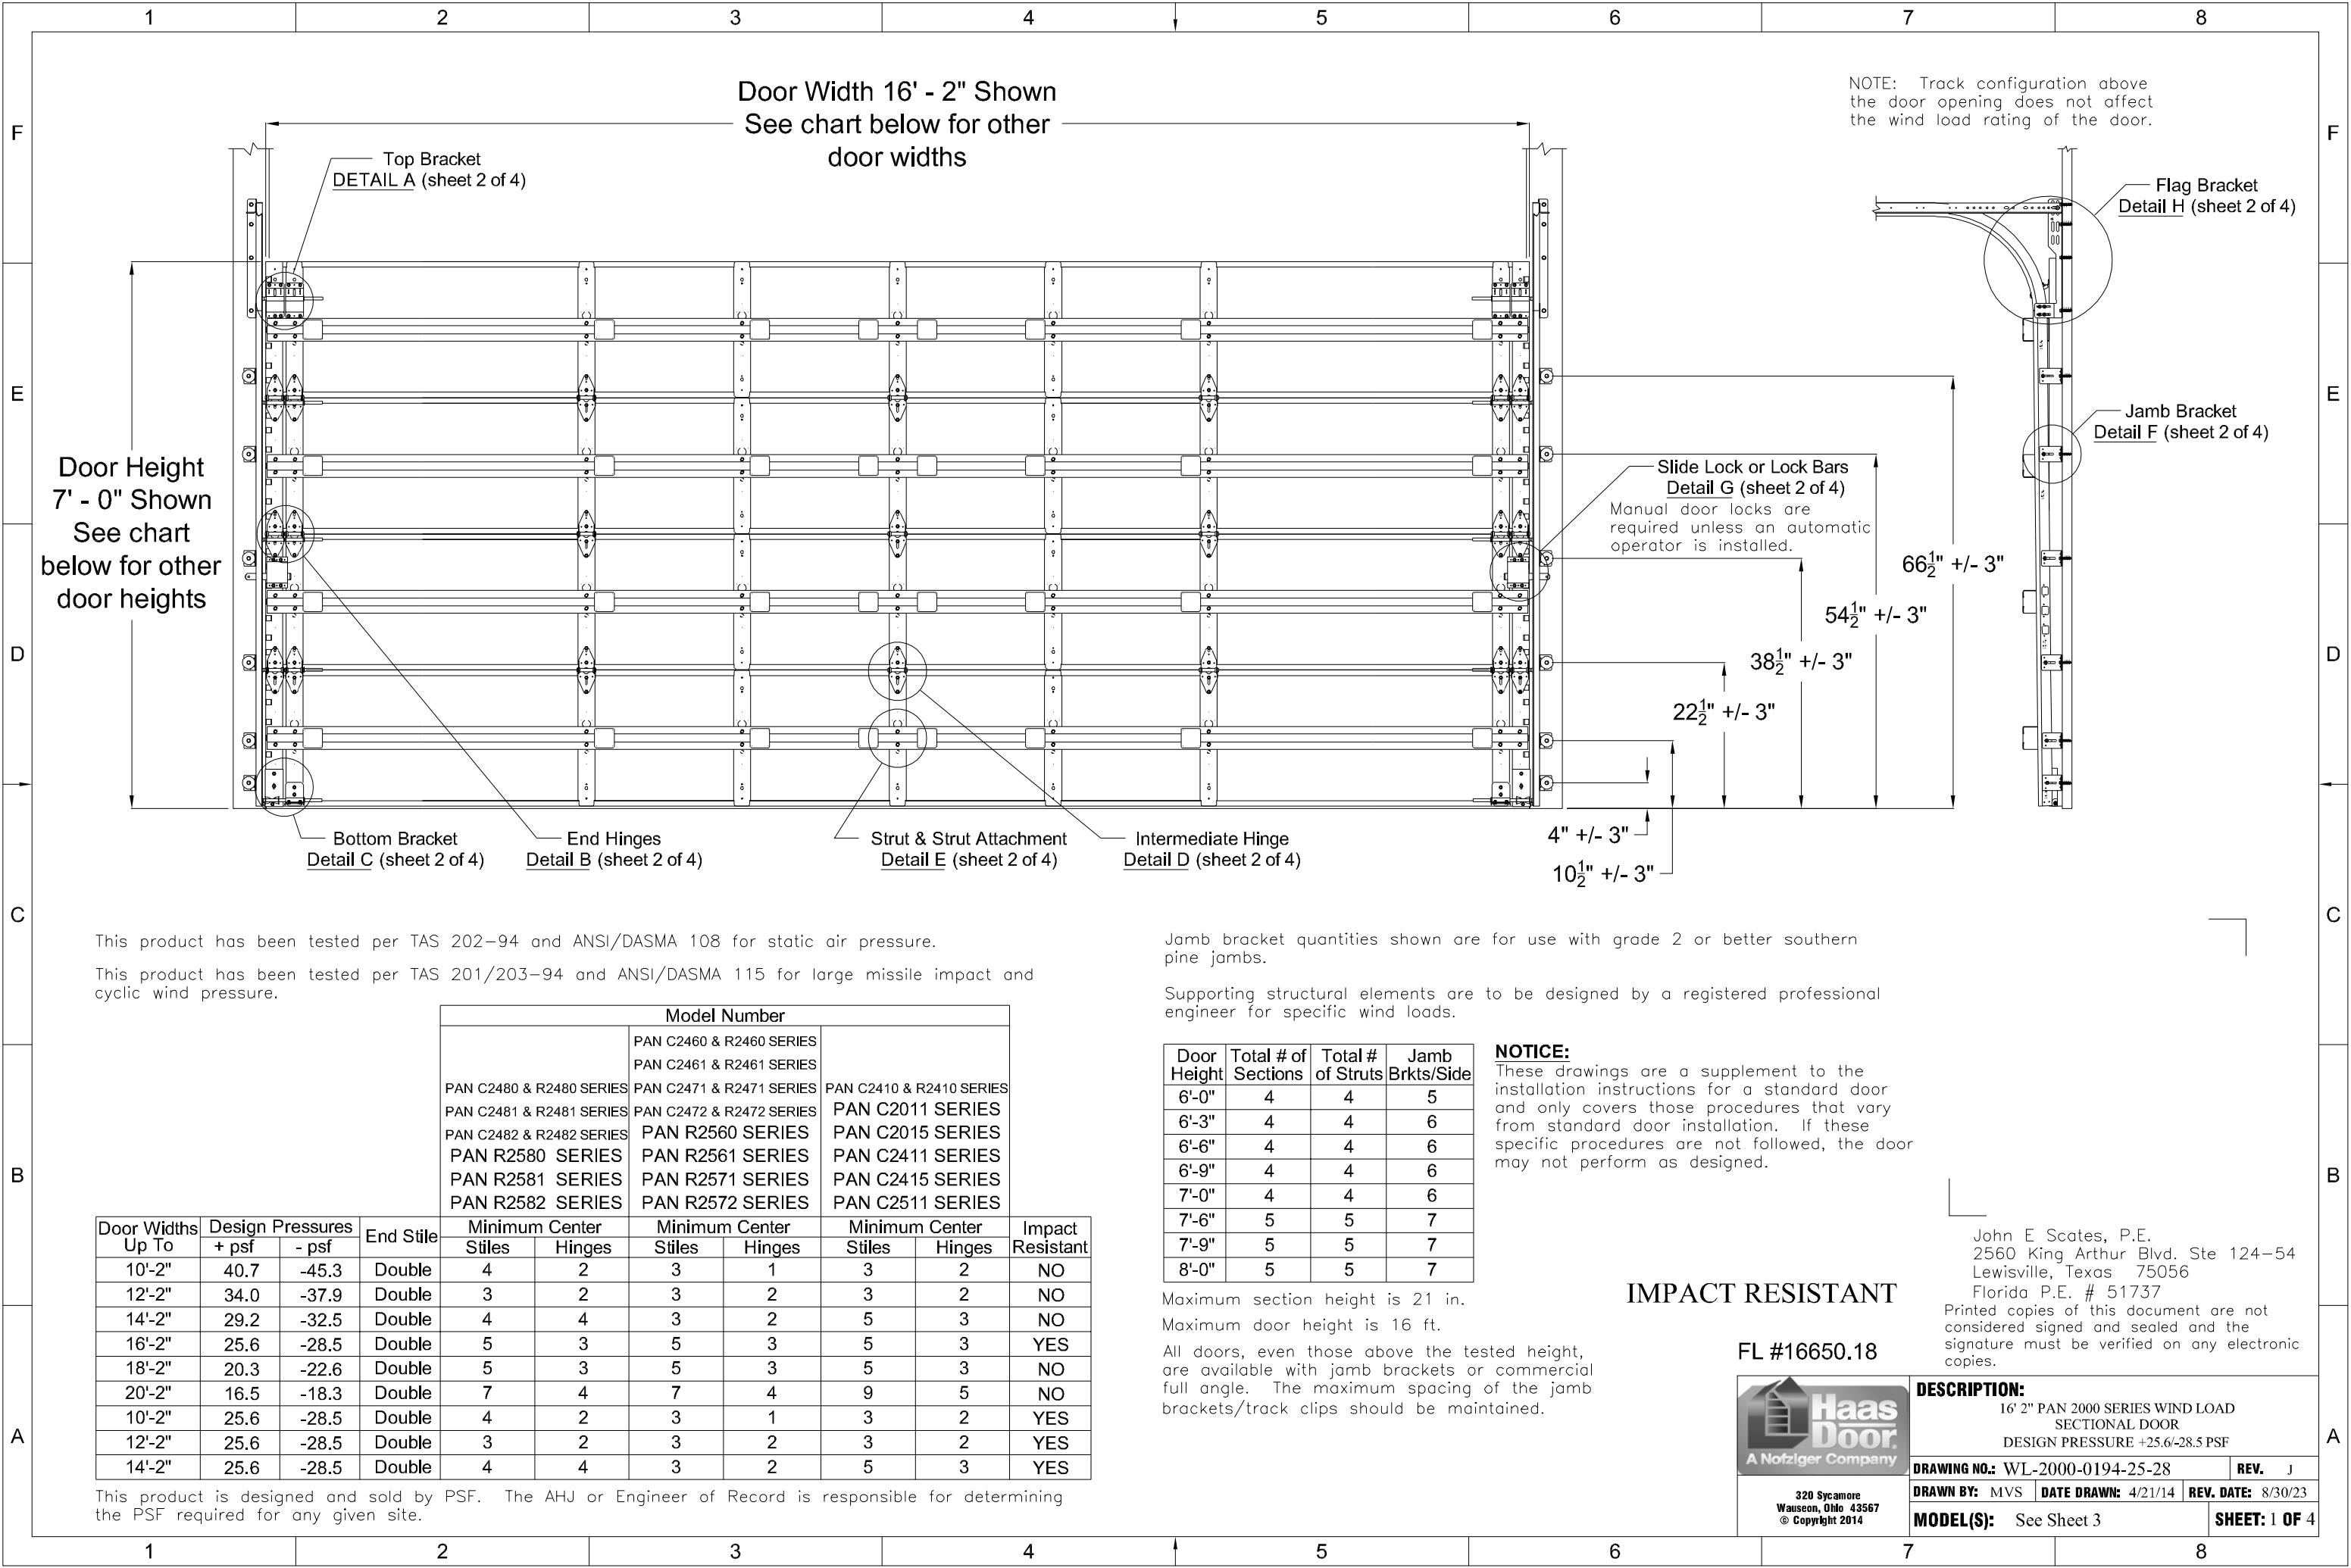 1 2 3 4 5 6 7 8
F F
E E
D D
C C
B B
A A
Door Width 16' - 2" Shown
See chart below for other
door widths
NOTE: Track configuration above
the door opening does not affect
the wind load rating of the door.
Top Bracket
DETAIL A (sheet 2 of 4)
Flag Bracket
Detail H (sheet 2 of 4)
Jamb Bracket
Detail F (sheet 2 of 4)
Door Height
7' - 0" Shown
See chart
below for other
door heights
Slide Lock or Lock Bars
Detail G (sheet 2 of 4)
Manual door locks are
required unless an automatic
operator is installed.
66½" +/- 3"
54½" +/- 3"
38½" +/- 3"
22½" +/- 3"
4" +/- 3"
10½" +/- 3"
Bottom Bracket
Detail C (sheet 2 of 4)
End Hinges
Detail B (sheet 2 of 4)
Strut & Strut Attachment
Detail E (sheet 2 of 4)
Intermediate Hinge
Detail D (sheet 2 of 4)
This product has been tested per TAS 202-94 and ANSI/DASMA 108 for static air pressure.
This product has been tested per TAS 201/203-94 and ANSI/DASMA 115 for large missile impact and
cyclic wind pressure.
Model Number
PAN C2460 & R2460 SERIES
PAN C2461 & R2461 SERIES
PAN C2480 & R2480 SERIES PAN C2471 & R2471 SERIES PAN C2410 & R2410 SERIES
PAN C2481 & R2481 SERIES PAN C2472 & R2472 SERIES PAN C2011 SERIES
PAN C2482 & R2482 SERIES PAN R2560 SERIES PAN C2015 SERIES
PAN R2580 SERIES PAN R2561 SERIES PAN C2411 SERIES
PAN R2581 SERIES PAN R2571 SERIES PAN C2415 SERIES
PAN R2582 SERIES PAN R2572 SERIES PAN C2511 SERIES
Door Widths Design Pressures End Stile Minimum Center Minimum Center Minimum Center Impact
Up To + psf - psf Stiles Hinges Stiles Hinges Stiles Hinges Resistant
10'-2" 40.7 -45.3 Double 4 2 3 1 3 2 NO
12'-2" 34.0 -37.9 Double 3 2 3 2 3 2 NO
14'-2" 29.2 -32.5 Double 4 4 3 2 5 3 NO
16'-2" 25.6 -28.5 Double 5 3 5 3 5 3 YES
18'-2" 20.3 -22.6 Double 5 3 5 3 5 3 NO
20'-2" 16.5 -18.3 Double 7 4 7 4 9 5 NO
10'-2" 25.6 -28.5 Double 4 2 3 1 3 2 YES
12'-2" 25.6 -28.5 Double 3 2 3 2 3 2 YES
14'-2" 25.6 -28.5 Double 4 4 3 2 5 3 YES
This product is designed and sold by PSF. The AHJ or Engineer of Record is responsible for determining
the PSF required for any given site.
Jamb bracket quantities shown are for use with grade 2 or better southern
pine jambs.
Supporting structural elements are to be designed by a registered professional
engineer for specific wind loads.
Door Total # of Total # Jamb
Height Sections of Struts Brkts/Side
6'-0" 4 4 5
6'-3" 4 4 6
6'-6" 4 4 6
6'-9" 4 4 6
7'-0" 4 4 6
7'-6" 5 5 7
7'-9" 5 5 7
8'-0" 5 5 7
NOTICE:
These drawings are a supplement to the
installation instructions for a standard door
and only covers those procedures that vary
from standard door installation. If these
specific procedures are not followed, the door
may not perform as designed.
Maximum section height is 21 in.
Maximum door height is 16 ft.
All doors, even those above the tested height,
are available with jamb brackets or commercial
full angle. The maximum spacing of the jamb
brackets/track clips should be maintained.
IMPACT RESISTANT
FL #16650.18
John E Scates, P.E.
2560 King Arthur Blvd. Ste 124-54
Lewisville, Texas 75056
Florida P.E. # 51737
Printed copies of this document are not
considered signed and sealed and the
signature must be verified on any electronic
copies.
Haas
Door
A Nofziger Company
320 Sycamore
Wauseon, Ohio 43567
© Copyright 2014
DESCRIPTION:
16' 2" PAN 2000 SERIES WIND LOAD
SECTIONAL DOOR
DESIGN PRESSURE +25.6/-28.5 PSF
DRAWING NO.: WL-2000-0194-25-28 REV. J
DRAWN BY: MVS DATE DRAWN: 4/21/14 REV. DATE: 8/30/23
MODEL(S): See Sheet 3 SHEET: 1 OF 4
1 2 3 4 5 6 7 8